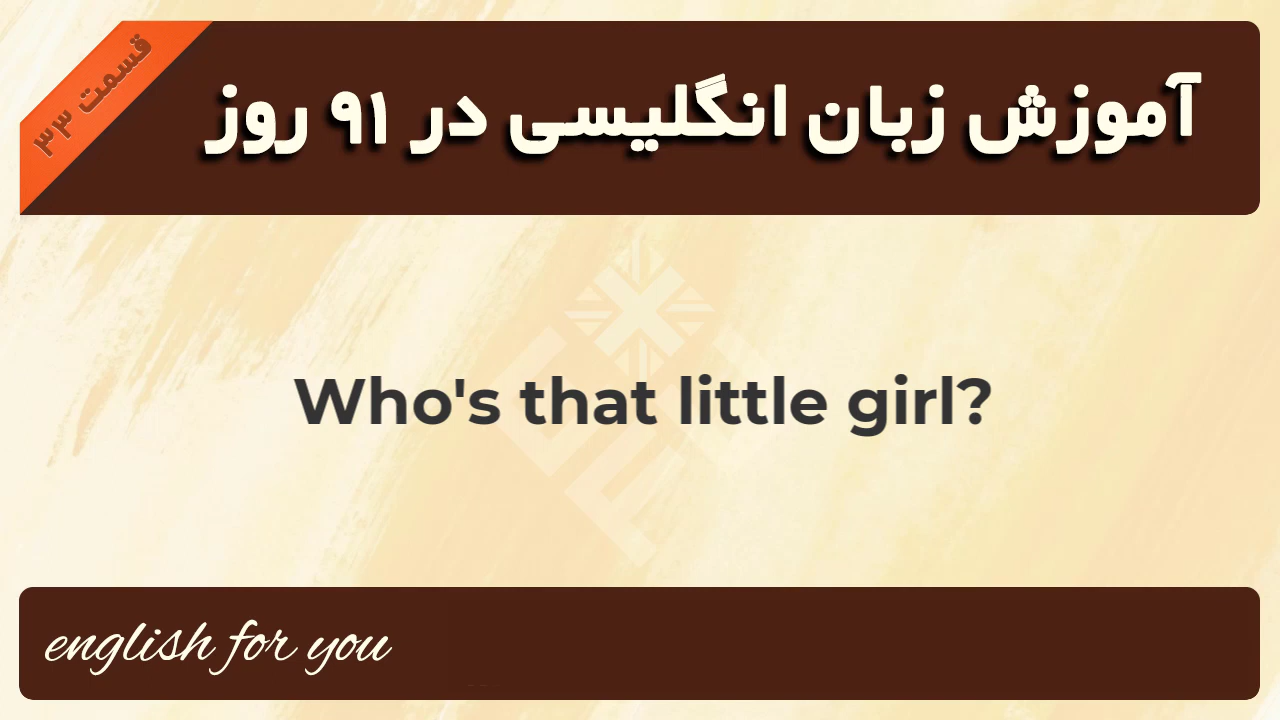 قسمت ۳۳
آموزش زبان انگلیسی در ۹۱ روز
Who's that little girl?
english for you